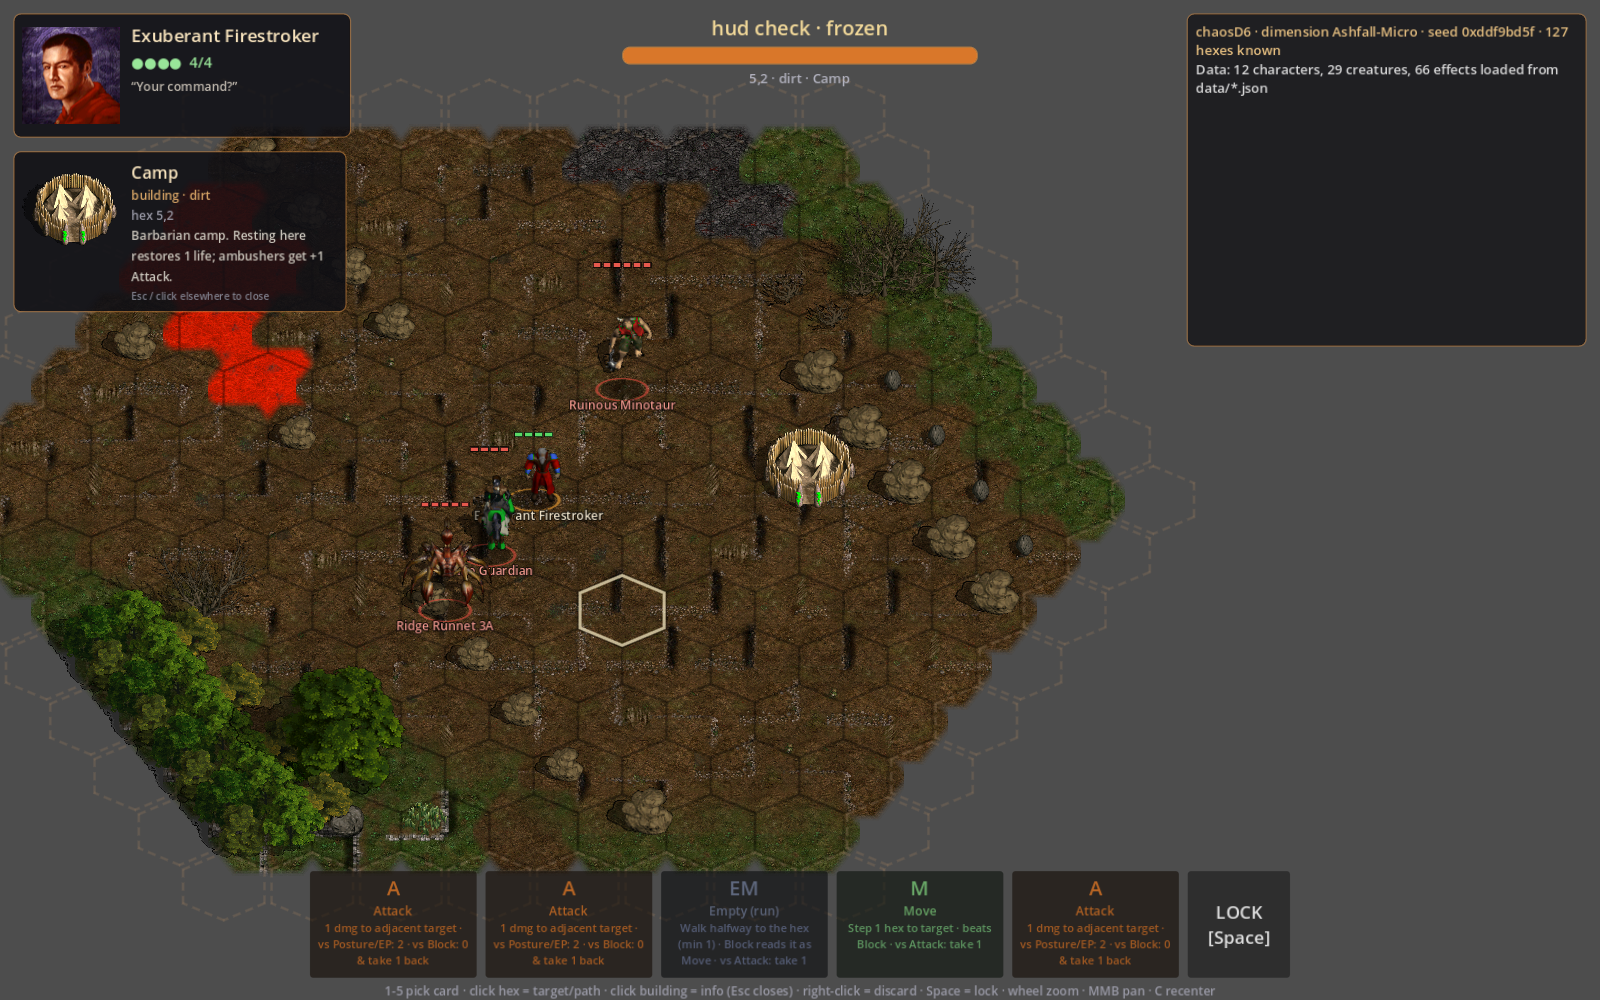 Exuberant Firestroker
4/4
“Your command?”
hud check · frozen
5,2 · dirt · Camp
chaosD6 · dimension Ashfall-Micro · seed 0xddf9bd5f · 127
hexes known
Data: 12 characters, 29 creatures, 66 effects loaded from
data/*.json
Camp
building · dirt
hex 5,2
Barbarian camp. Resting here
restores 1 life; ambushers get +1
Attack.
Esc / click elsewhere to close
Ruinous Minotaur
ant Firestroker
Guardian
Ridge Runnet 3A
A
Attack
1 dmg to adjacent target ·
vs Posture/EP: 2 · vs Block: 0
& take 1 back
A
Attack
1 dmg to adjacent target ·
vs Posture/EP: 2 · vs Block: 0
& take 1 back
EM
Empty (run)
Walk halfway to the hex
(min 1) · Block reads it as
Move · vs Attack: take 1
M
Move
Step 1 hex to target · beats
Block · vs Attack: take 1
A
Attack
1 dmg to adjacent target ·
vs Posture/EP: 2 · vs Block: 0
& take 1 back
LOCK
[Space]
1-5 pick card · click hex = target/path · click building = info (Esc closes) · right-click = discard · Space = lock · wheel zoom · MMB pan · C recenter